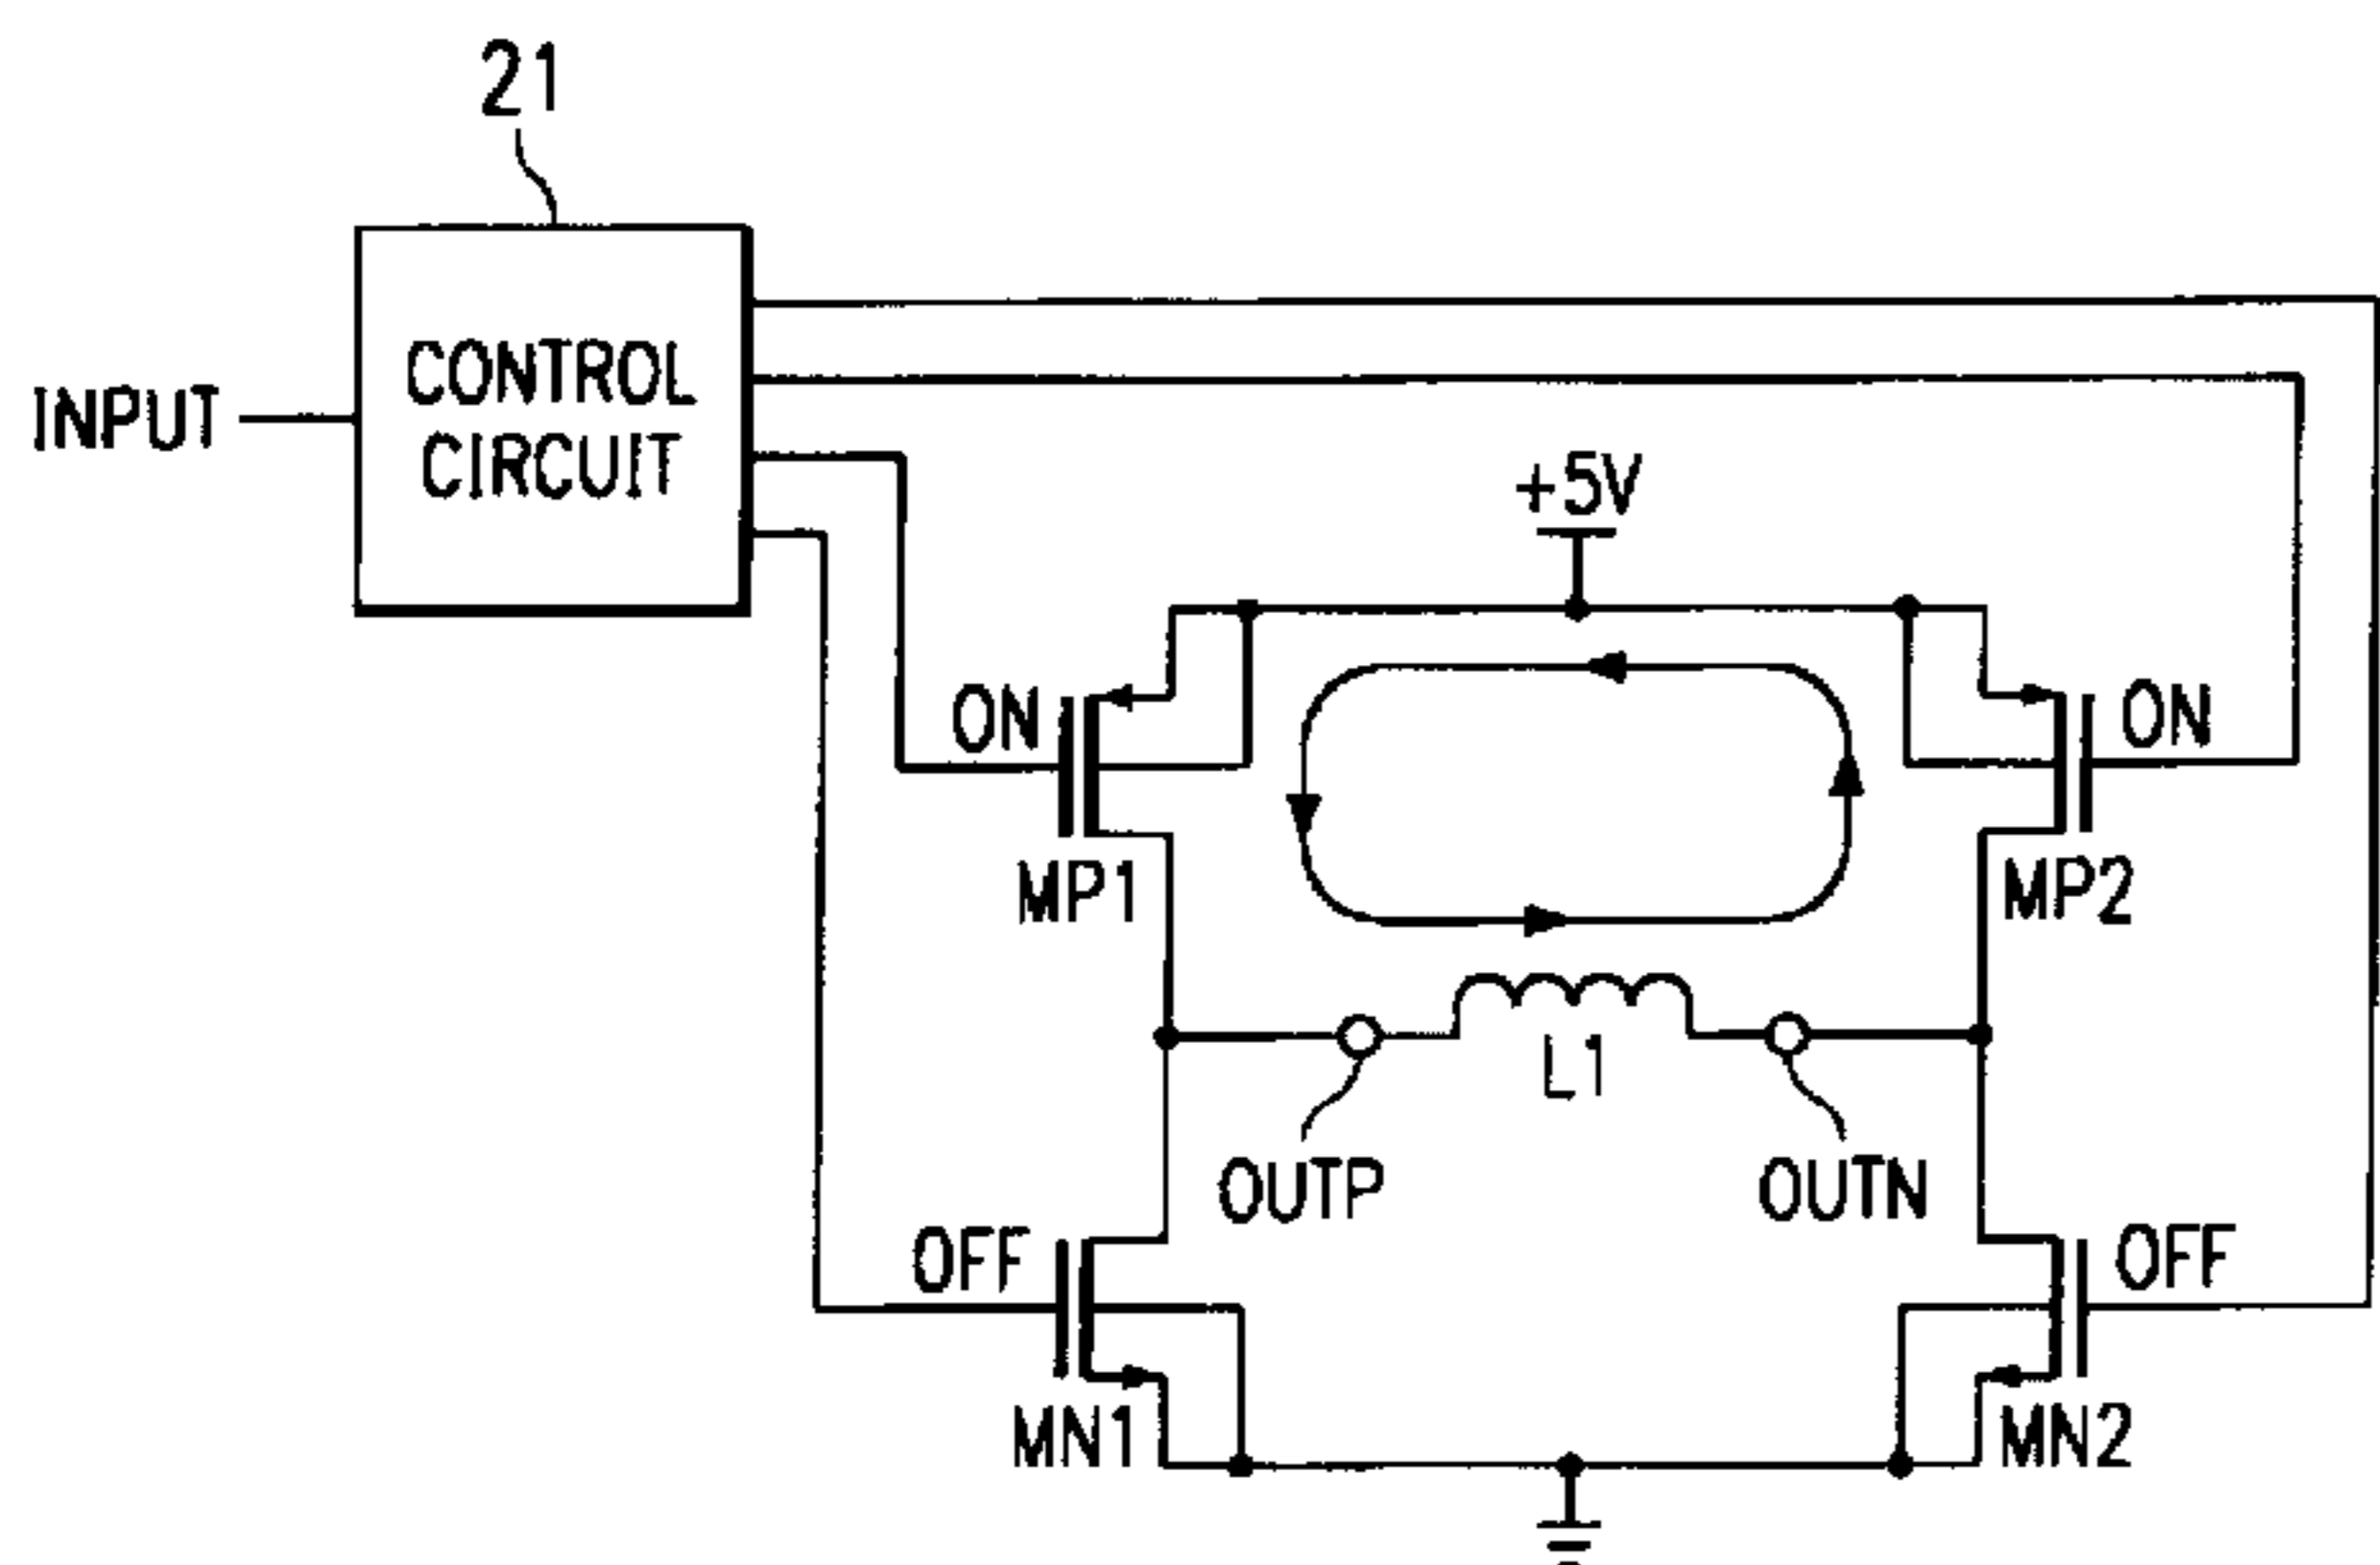 21
INPUT
CONTROL
CIRCUIT
+5V
ON
ON
MP1
MP2
L1
OUTP
OUTN
OFF
OFF
MN1
MN2